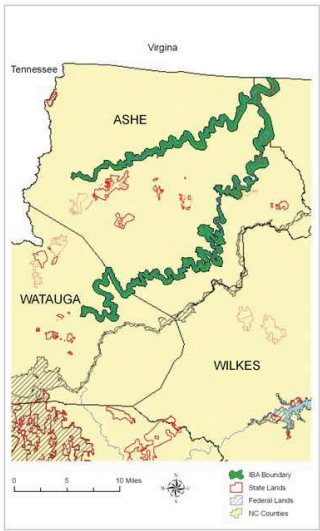 Virgina
Tennessee
ASHE
WATAUGA
WILKES
0 5 10 Miles
N
IBA Boundary
State Lands
Federal Lands
NC Counties